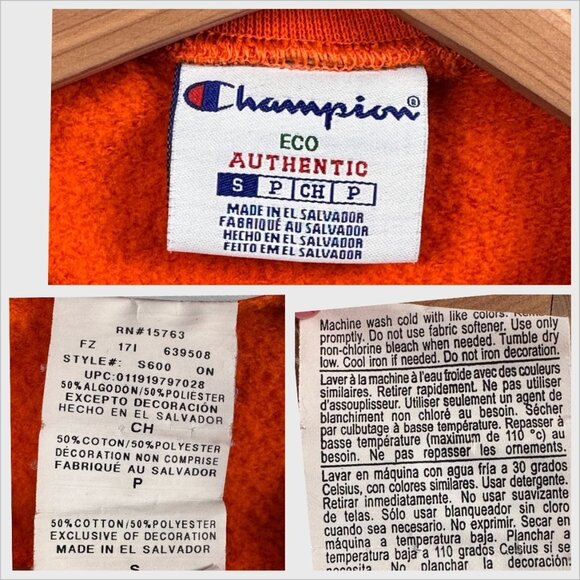 Champion®
ECO
AUTHENTIC
S P CH P
MADE IN EL SALVADOR
FABRIQUÉ AU SALVADOR
HECHO EN EL SALVADOR
FEITO EM EL SALVADOR
RN#15763
FZ 17I 639508
STYLE#: S600 ON
UPC:011919797028
50%ALGODÓN/50%POLIÉSTER
EXCEPTO DECORACIÓN
HECHO EN EL SALVADOR
CH
50%COTON/50%POLYESTER
DÉCORATION NON COMPRISE
FABRIQUÉ AU SALVADOR
P
50%COTTON/50%POLYESTER
EXCLUSIVE OF DECORATION
MADE IN EL SALVADOR
S
Machine wash cold with like colors.
promptly. Do not use fabric softener. Use only
non-chlorine bleach when needed. Tumble dry
low. Cool iron if needed. Do not iron decoration.
Laver à la machine à l'eau froide avec des couleurs
similaires. Retirer rapidement. Ne pas utiliser
d'assouplisseur. Utiliser seulement un agent de
blanchiment non chloré au besoin. Sécher
par culbutage à basse température. Repasser à
basse température (maximum de 110 °c) au
besoin. Ne pas repasser les ornements.
Lavar en máquina con agua fría a 30 grados
Celsius, con colores similares. Usar detergente.
Retirar inmediatamente. No usar suavizante
de telas. Sólo usar blanqueador sin cloro
cuando sea necesario. No exprimir. Secar en
máquina a temperatura baja. Planchar a
temperatura baja a 110 grados Celsius si se
necesita. No planchar la decoración.